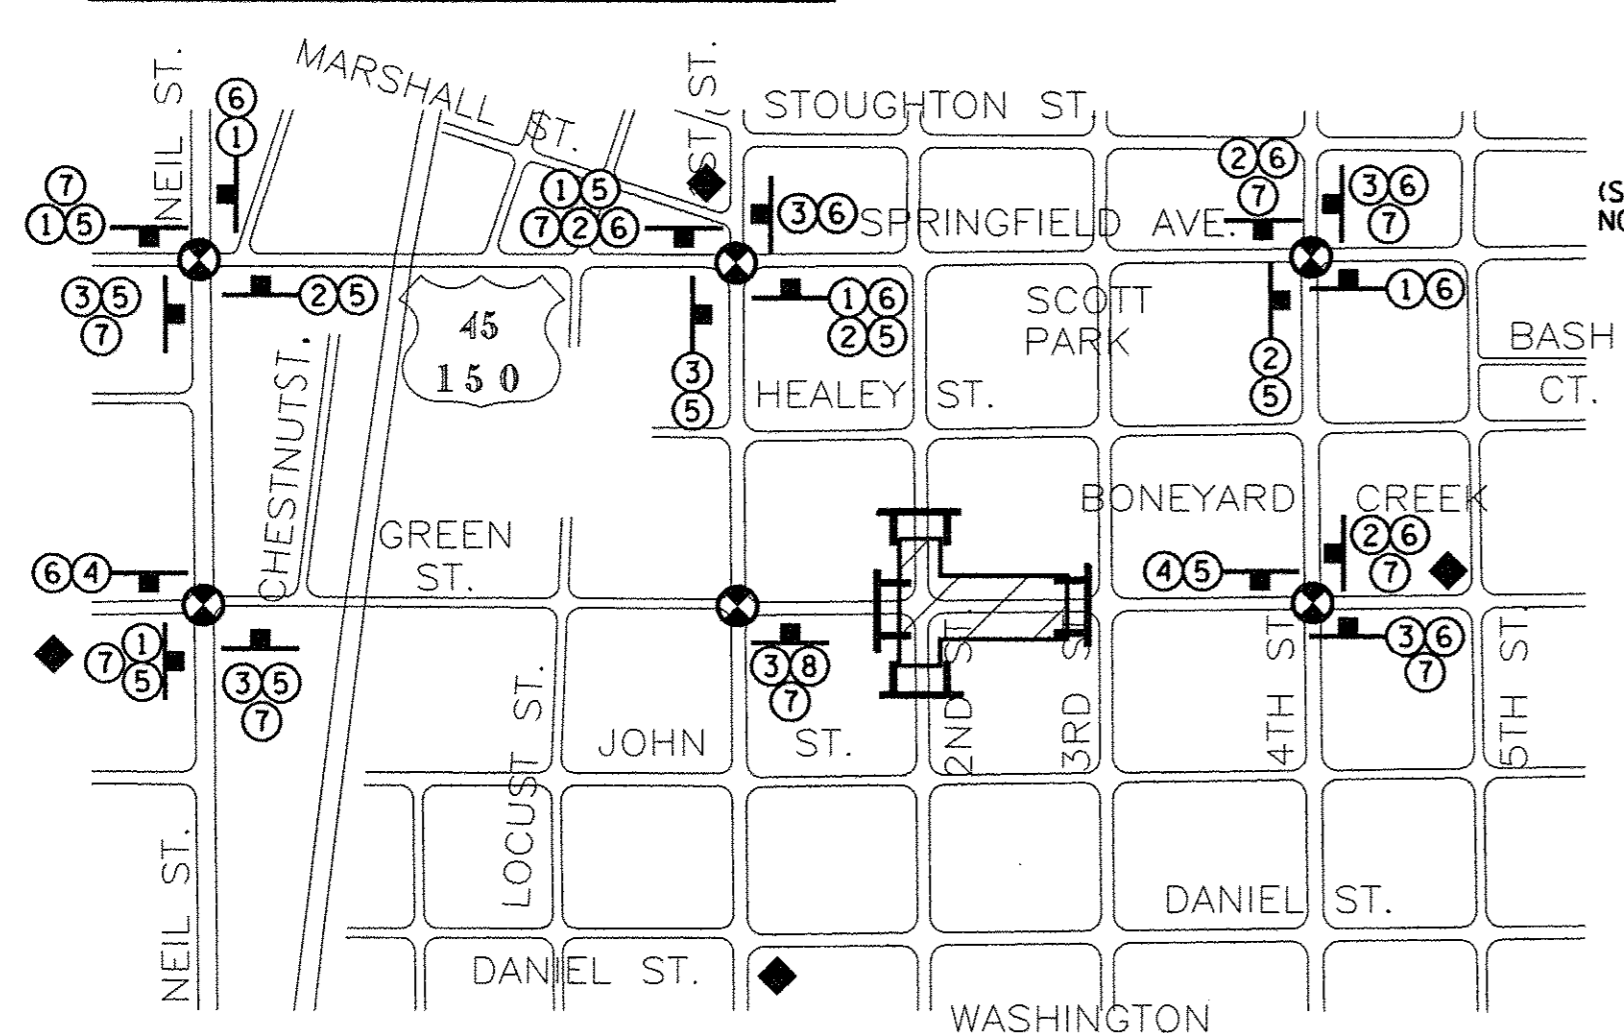 MARSHALL ST.
NEIL ST.
ST.
STOUGHTON ST.
6
1
7
1 5
1 5
7 2 6
3 6
SPRINGFIELD AVE.
2 6
7
3 6
7
(S
NO
3 5
7
2 5
45
150
1 6
2 5
SCOTT
PARK
1 6
BASH
CT.
3
5
HEALEY ST.
2
5
CHESTNUT ST.
GREEN
ST.
BONEYARD CREEK
6 4
4 5
2 6
7
1
7
5
3 5
7
3 8
7
3 6
7
LOCUST ST.
JOHN ST.
2ND ST.
3RD ST.
4TH ST.
5TH ST.
NEIL ST.
DANIEL ST.
DANIEL ST.
WASHINGTON